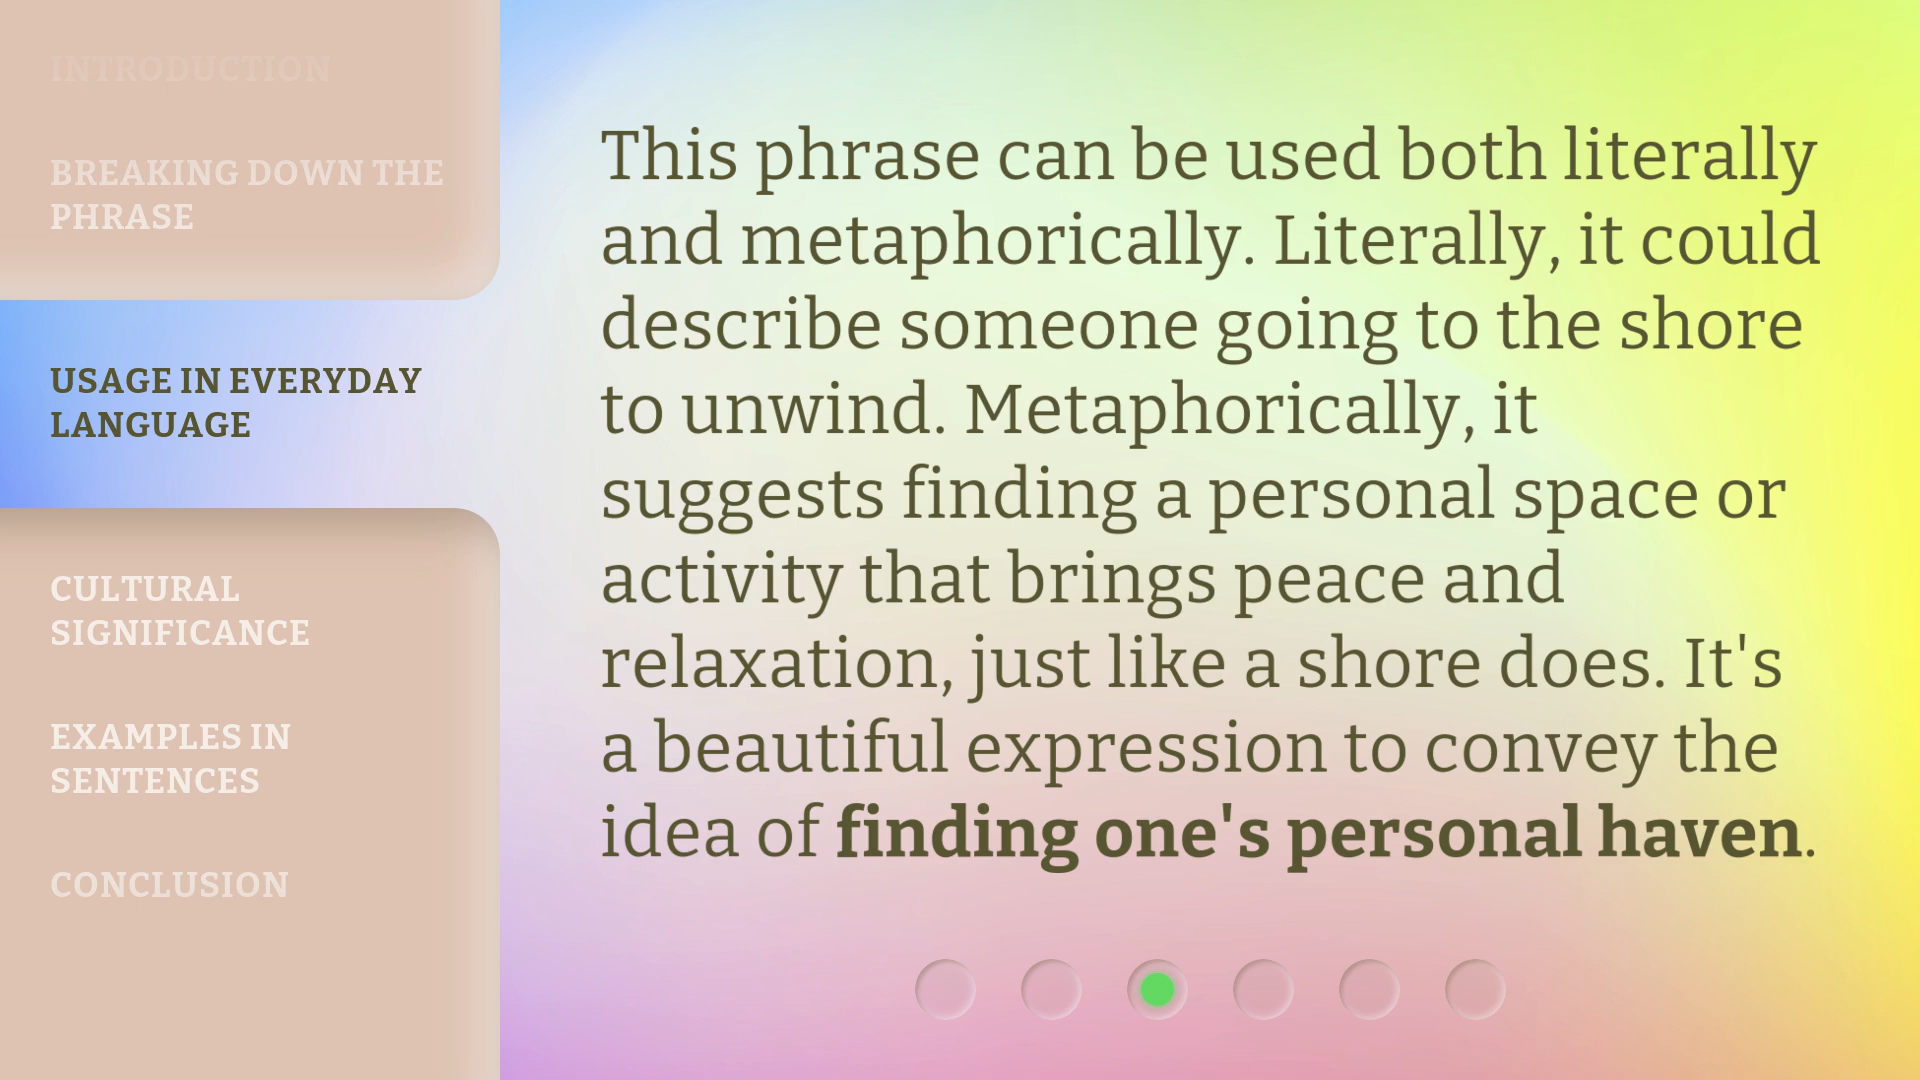 INTRODUCTION
BREAKING DOWN THE
PHRASE
USAGE IN EVERYDAY
LANGUAGE
CULTURAL
SIGNIFICANCE
EXAMPLES IN
SENTENCES
CONCLUSION
This phrase can be used both literally
and metaphorically. Literally, it could
describe someone going to the shore
to unwind. Metaphorically, it
suggests finding a personal space or
activity that brings peace and
relaxation, just like a shore does. It's
a beautiful expression to convey the
idea of finding one's personal haven.